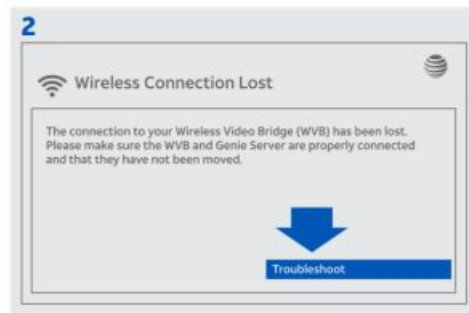 2
Wireless Connection Lost
The connection to your Wireless Video Bridge (WVB) has been lost.
Please make sure the WVB and Genie Server are properly connected
and that they have not been moved.
Troubleshoot